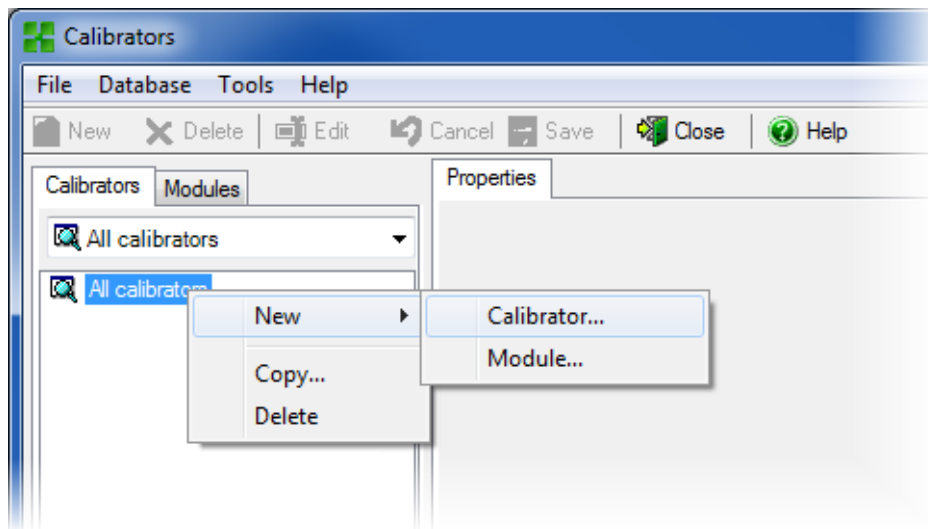 Calibrators
File Database Tools Help
New Delete Edit Cancel Save Close Help
Calibrators Modules Properties
All calibrators
All calibrators
New Calibrator...
Module...
Copy...
Delete